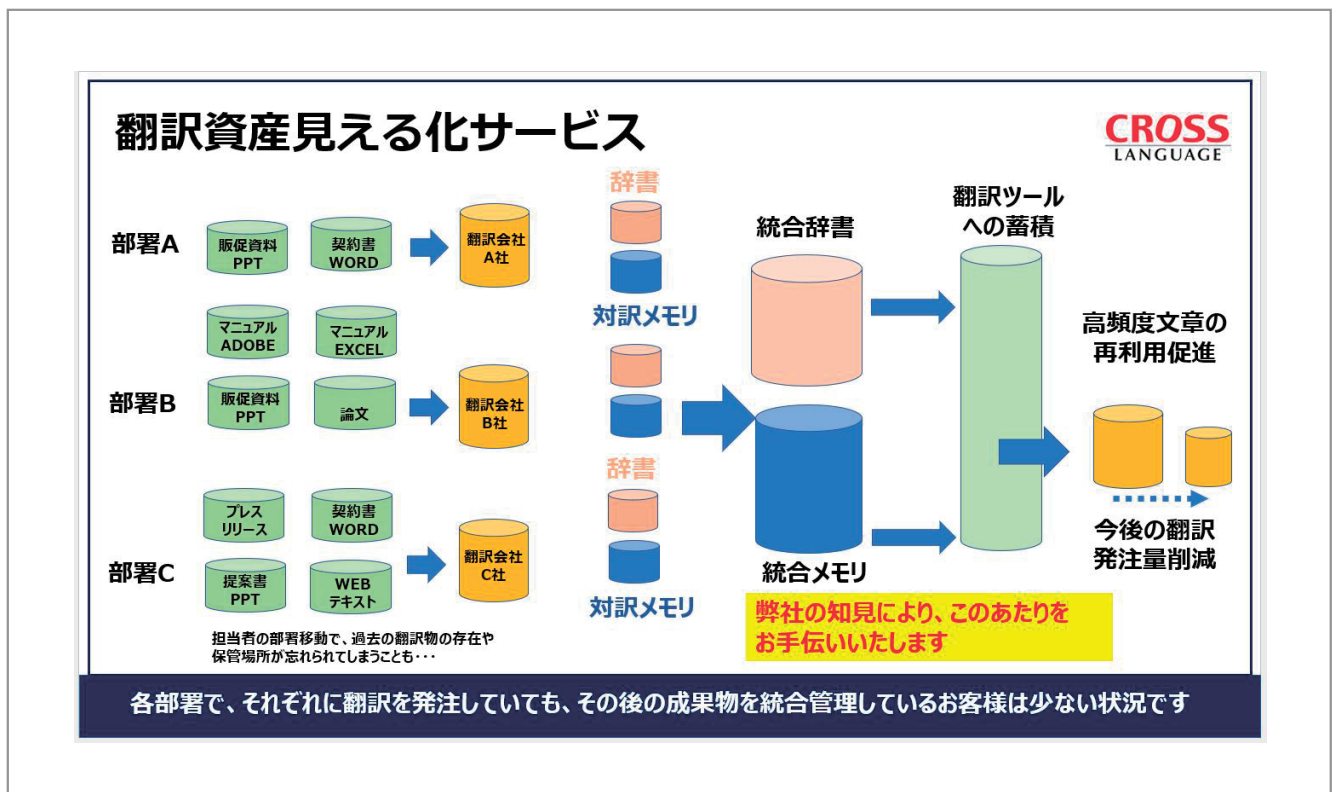 翻訳資産見える化サービス
CROSS
LANGUAGE
部署A
販促資料
PPT
契約書
WORD
翻訳会社
A社
マニュアル
ADOBE
マニュアル
EXCEL
部署B
販促資料
PPT
論文
翻訳会社
B社
プレス
リリース
契約書
WORD
部署C
提案書
PPT
WEB
テキスト
翻訳会社
C社
担当者の部署移動で、過去の翻訳物の存在や
保管場所が忘れられてしまうことも・・・
辞書
対訳メモリ
辞書
対訳メモリ
統合辞書
統合メモリ
弊社の知見により、このあたりを
お手伝いいたします
翻訳ツール
への蓄積
高頻度文章の
再利用促進
今後の翻訳
発注量削減
各部署で、それぞれに翻訳を発注していても、その後の成果物を統合管理しているお客様は少ない状況です